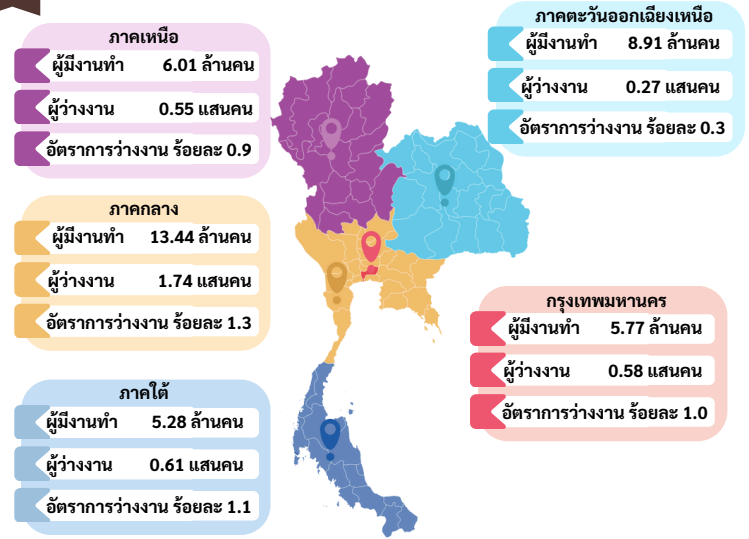 ภาคเหนือ
ผู้มีงานทำ 6.01 ล้านคน
ผู้ว่างงาน 0.55 แสนคน
อัตราการว่างงาน ร้อยละ 0.9
ภาคตะวันออกเฉียงเหนือ
ผู้มีงานทำ 8.91 ล้านคน
ผู้ว่างงาน 0.27 แสนคน
อัตราการว่างงาน ร้อยละ 0.3
ภาคกลาง
ผู้มีงานทำ 13.44 ล้านคน
ผู้ว่างงาน 1.74 แสนคน
อัตราการว่างงาน ร้อยละ 1.3
กรุงเทพมหานคร
ผู้มีงานทำ 5.77 ล้านคน
ผู้ว่างงาน 0.58 แสนคน
อัตราการว่างงาน ร้อยละ 1.0
ภาคใต้
ผู้มีงานทำ 5.28 ล้านคน
ผู้ว่างงาน 0.61 แสนคน
อัตราการว่างงาน ร้อยละ 1.1